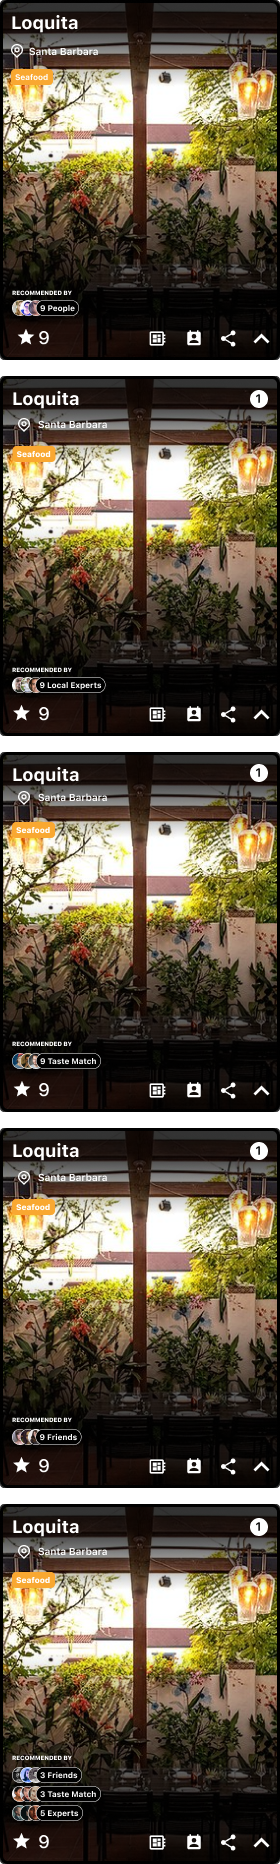 Loquita
Santa Barbara
Seafood
RECOMMENDED BY
9 People
9
Loquita
1
Santa Barbara
Seafood
RECOMMENDED BY
9 Local Experts
9
Loquita
1
Santa Barbara
Seafood
RECOMMENDED BY
9 Taste Match
9
Loquita
1
Santa Barbara
Seafood
RECOMMENDED BY
9 Friends
9
Loquita
1
Santa Barbara
Seafood
RECOMMENDED BY
3 Friends
3 Taste Match
5 Experts
9